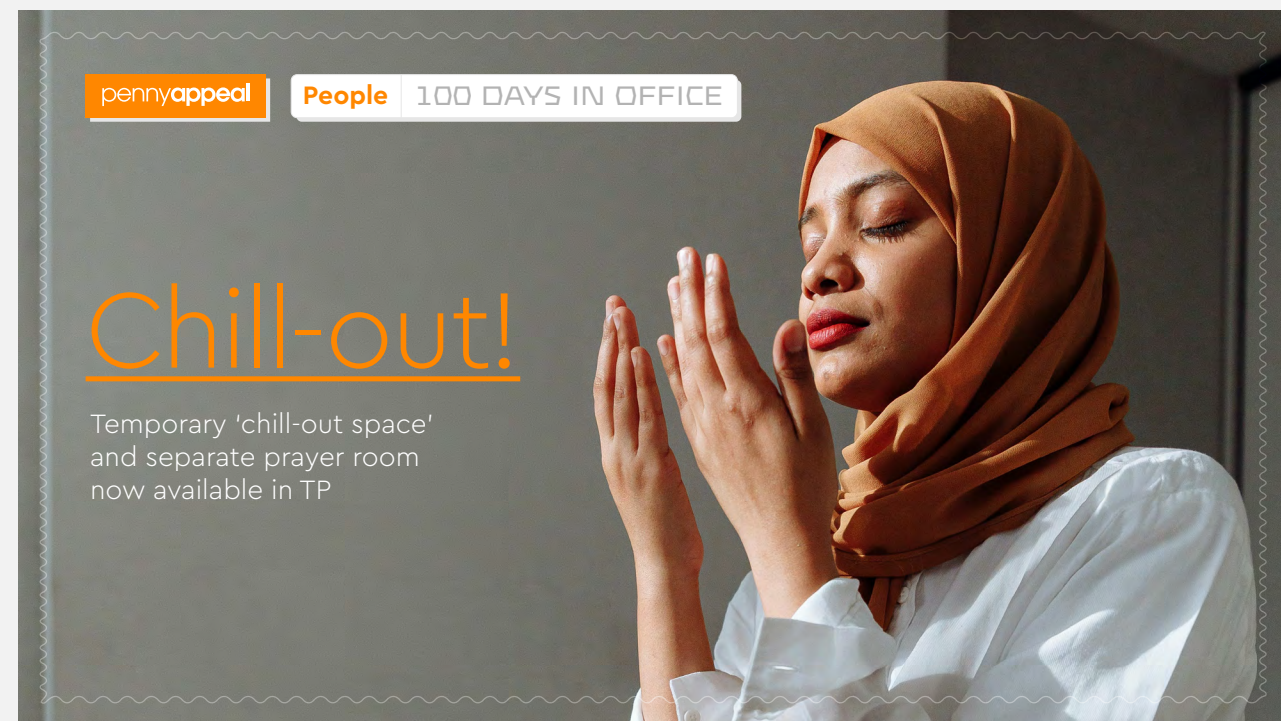 pennyappeal
People 100 DAYS IN OFFICE
Chill-out!
Temporary ‘chill-out space’
and separate prayer room
now available in TP